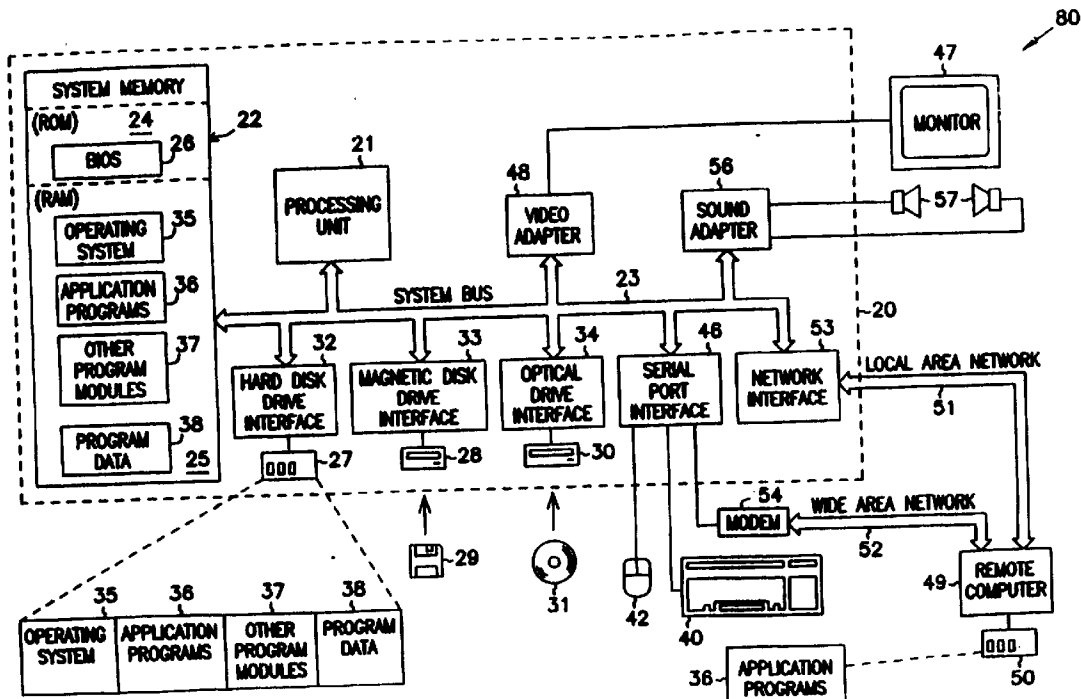 80
SYSTEM MEMORY
(ROM) 24
BIOS 26
22
(RAM)
OPERATING
SYSTEM
35
APPLICATION
PROGRAMS
36
OTHER
PROGRAM
MODULES
37
PROGRAM
DATA
38
25
21
PROCESSING
UNIT
48
VIDEO
ADAPTER
56
SOUND
ADAPTER
47
MONITOR
57
SYSTEM BUS
23
20
32
HARD DISK
DRIVE
INTERFACE
33
MAGNETIC DISK
DRIVE
INTERFACE
34
OPTICAL
DRIVE
INTERFACE
46
SERIAL
PORT
INTERFACE
53
NETWORK
INTERFACE
LOCAL AREA NETWORK
51
27
28
30
29
31
54
MODEM
WIDE AREA NETWORK
52
42
40
49
REMOTE
COMPUTER
50
35
OPERATING
SYSTEM
36
APPLICATION
PROGRAMS
37
OTHER
PROGRAM
MODULES
38
PROGRAM
DATA
36
APPLICATION
PROGRAMS